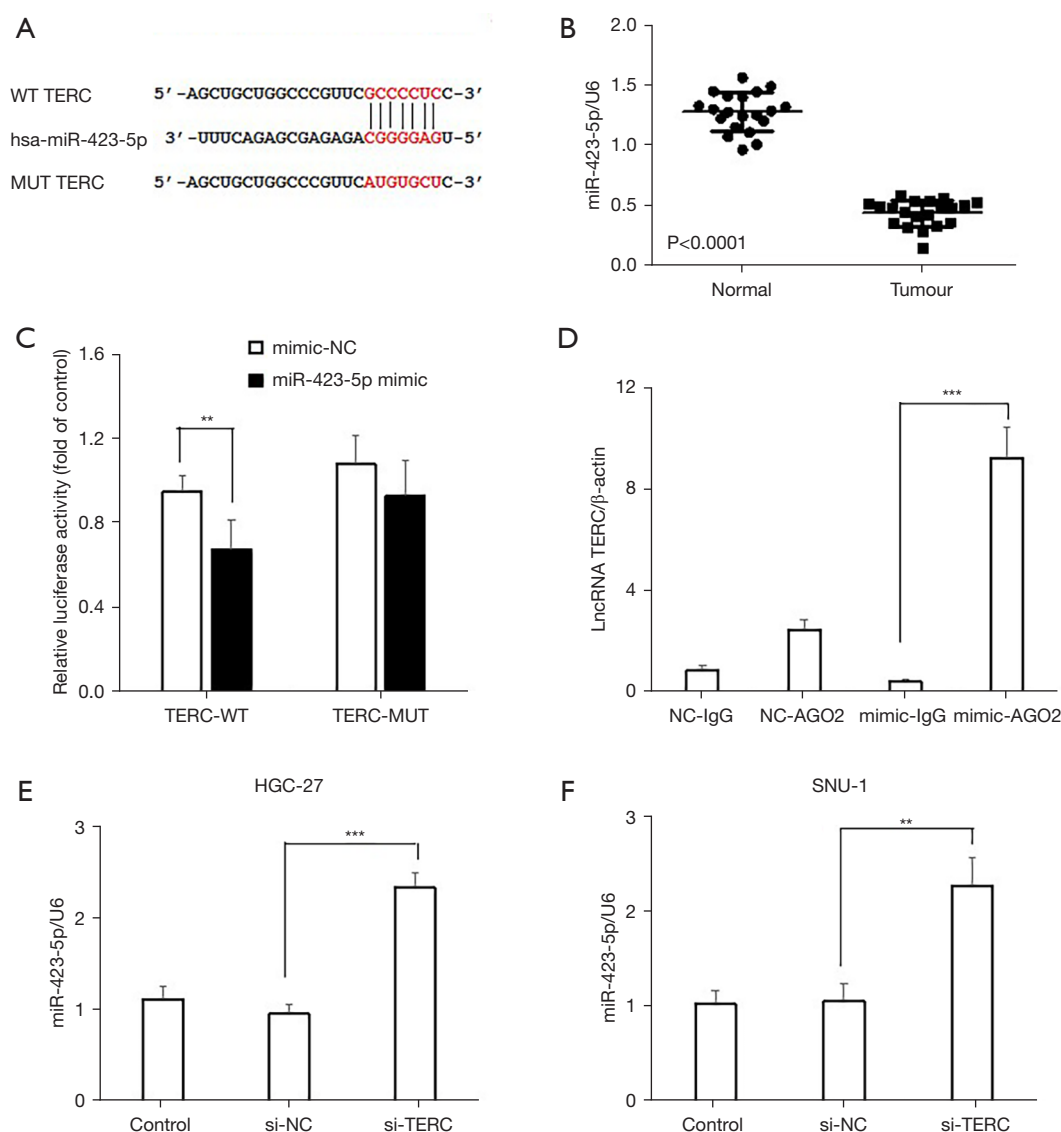 A
WT TERC 5'-AGCUGCUGGCCCGUUCGCCCCUCC-3'
hsa-miR-423-5p 3'-UUUCAGAGCGAGAGACGGGGAGU-5'
MUT TERC 5'-AGCUGCUGGCCCGUUCAUGUGCUC-3'
B
miR-423-5p/U6
2.0
1.5
1.0
0.5
0.0
P<0.0001
Normal Tumour
C
Relative luciferase activity (fold of control)
1.6
1.2
0.8
0.4
0.0
mimic-NC
miR-423-5p mimic
**
TERC-WT TERC-MUT
D
LncRNA TERC/β-actin
12
8
4
0
***
NC-IgG NC-AGO2 mimic-IgG mimic-AGO2
E
HGC-27
miR-423-5p/U6
3
2
1
0
***
Control si-NC si-TERC
F
SNU-1
miR-423-5p/U6
3
2
1
0
**
Control si-NC si-TERC